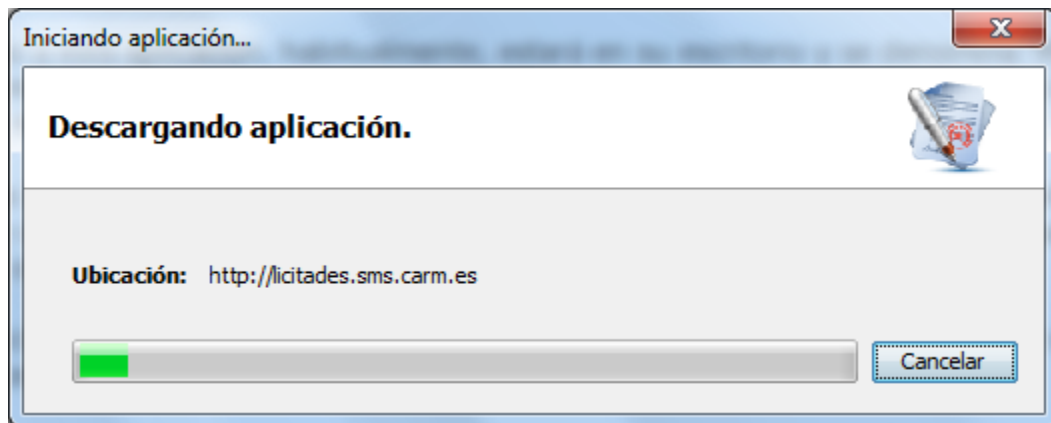 Iniciando aplicación...
Descargando aplicación.
Ubicación: http://licitades.sms.carm.es
Cancelar